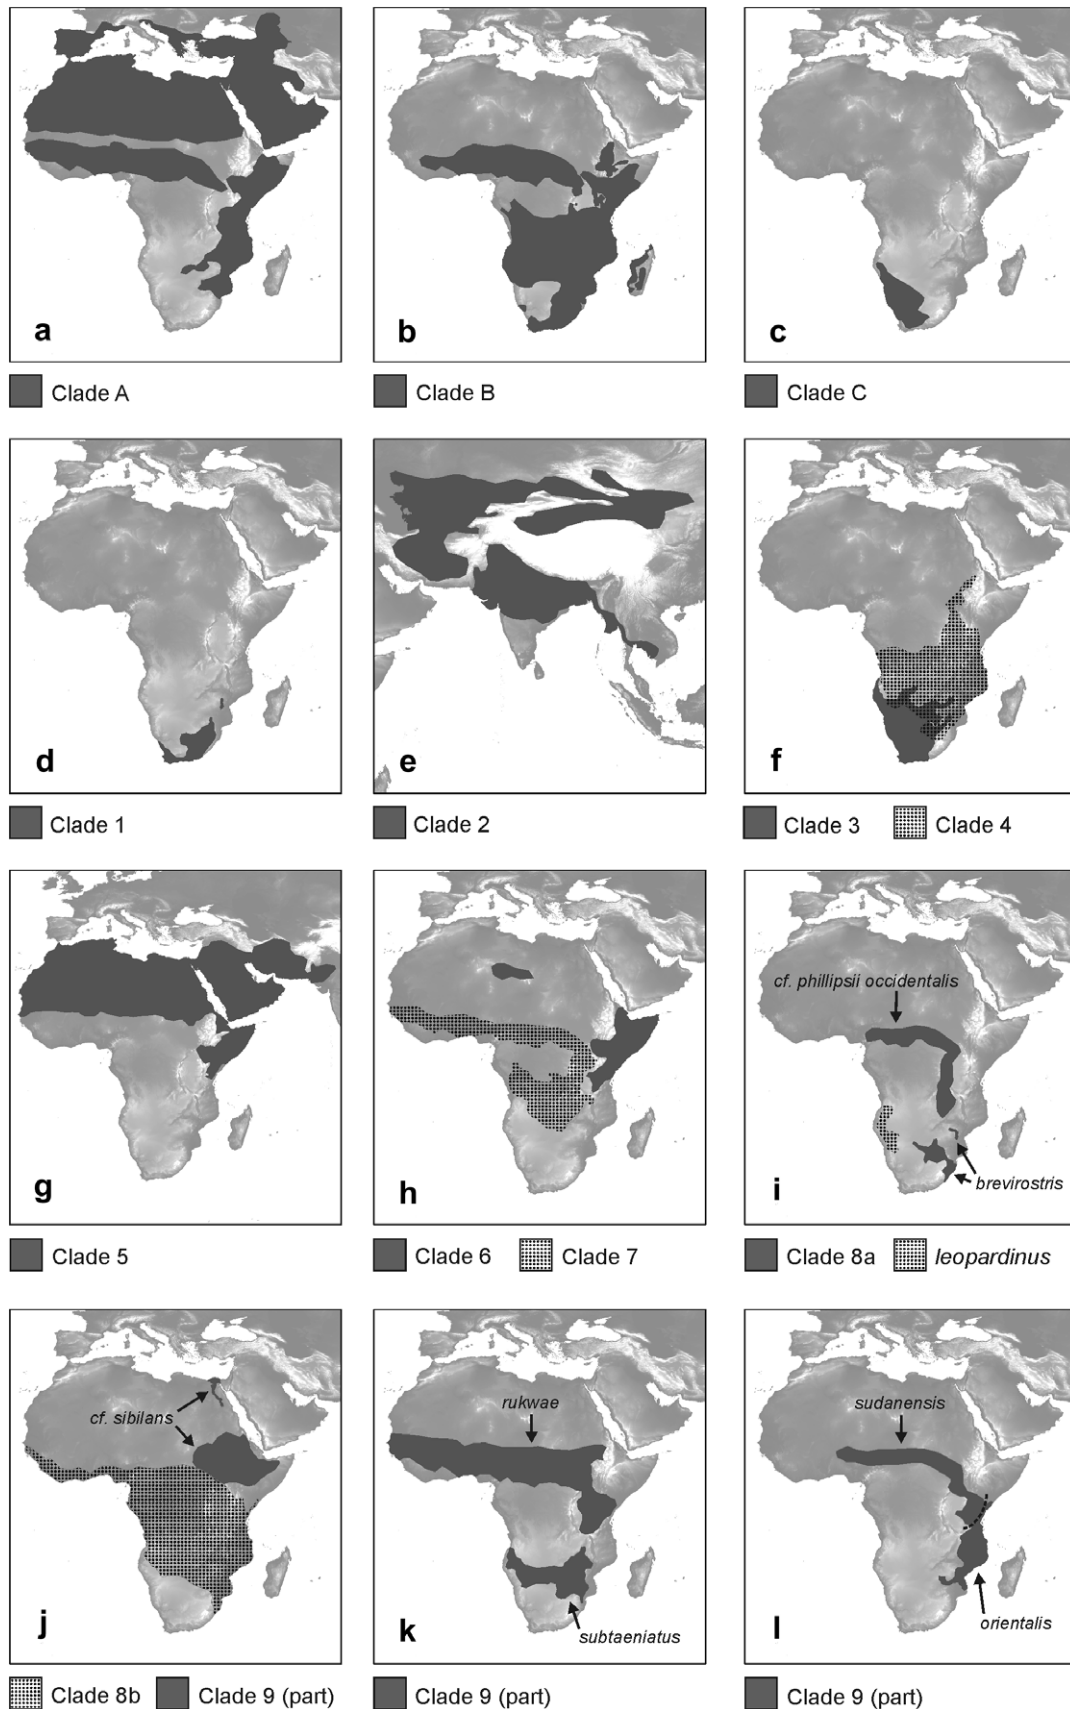 a
b
c
Clade A
Clade B
Clade C
d
e
f
Clade 1
Clade 2
Clade 3
Clade 4
g
h
cf. phillipsii occidentalis
brevirostris
i
Clade 5
Clade 6
Clade 7
Clade 8a
leopardinus
cf. sibilans
j
rukwae
subtaeniatus
k
sudanensis
orientalis
l
Clade 8b
Clade 9 (part)
Clade 9 (part)
Clade 9 (part)